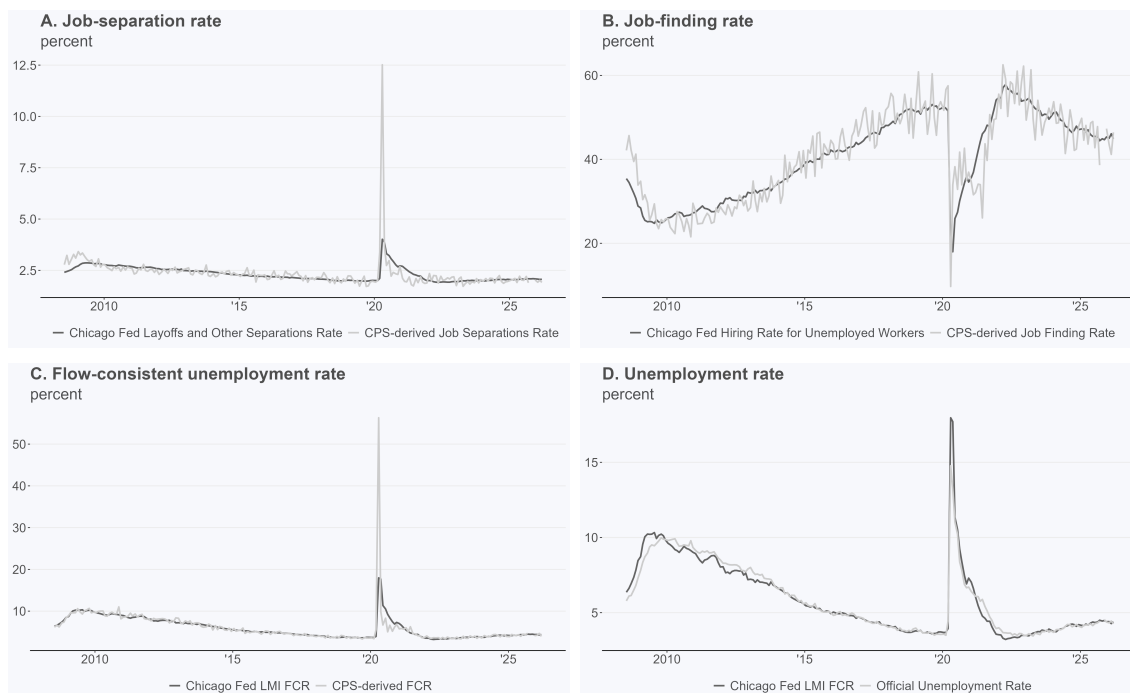 A. Job-separation rate
percent
12.5
10.0
7.5
5.0
2.5
2010 '15 '20 '25
Chicago Fed Layoffs and Other Separations Rate CPS-derived Job Separations Rate
B. Job-finding rate
percent
60
40
20
2010 '15 '20 '25
Chicago Fed Hiring Rate for Unemployed Workers CPS-derived Job Finding Rate
C. Flow-consistent unemployment rate
percent
50
40
30
20
10
2010 '15 '20 '25
Chicago Fed LMI FCR CPS-derived FCR
D. Unemployment rate
percent
15
10
5
2010 '15 '20 '25
Chicago Fed LMI FCR Official Unemployment Rate